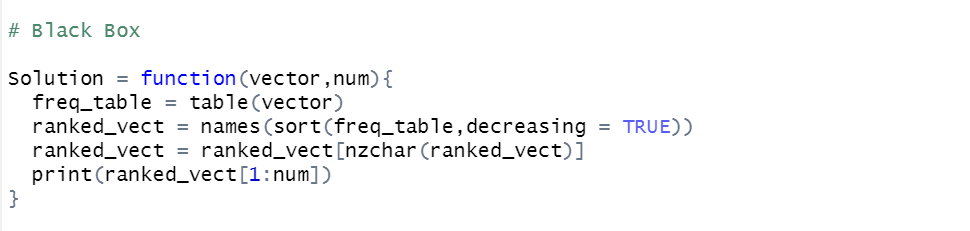 # Black Box
Solution = function(vector,num){
freq_table = table(vector)
ranked_vect = names(sort(freq_table,decreasing = TRUE))
ranked_vect = ranked_vect[nzchar(ranked_vect)]
print(ranked_vect[1:num])
}